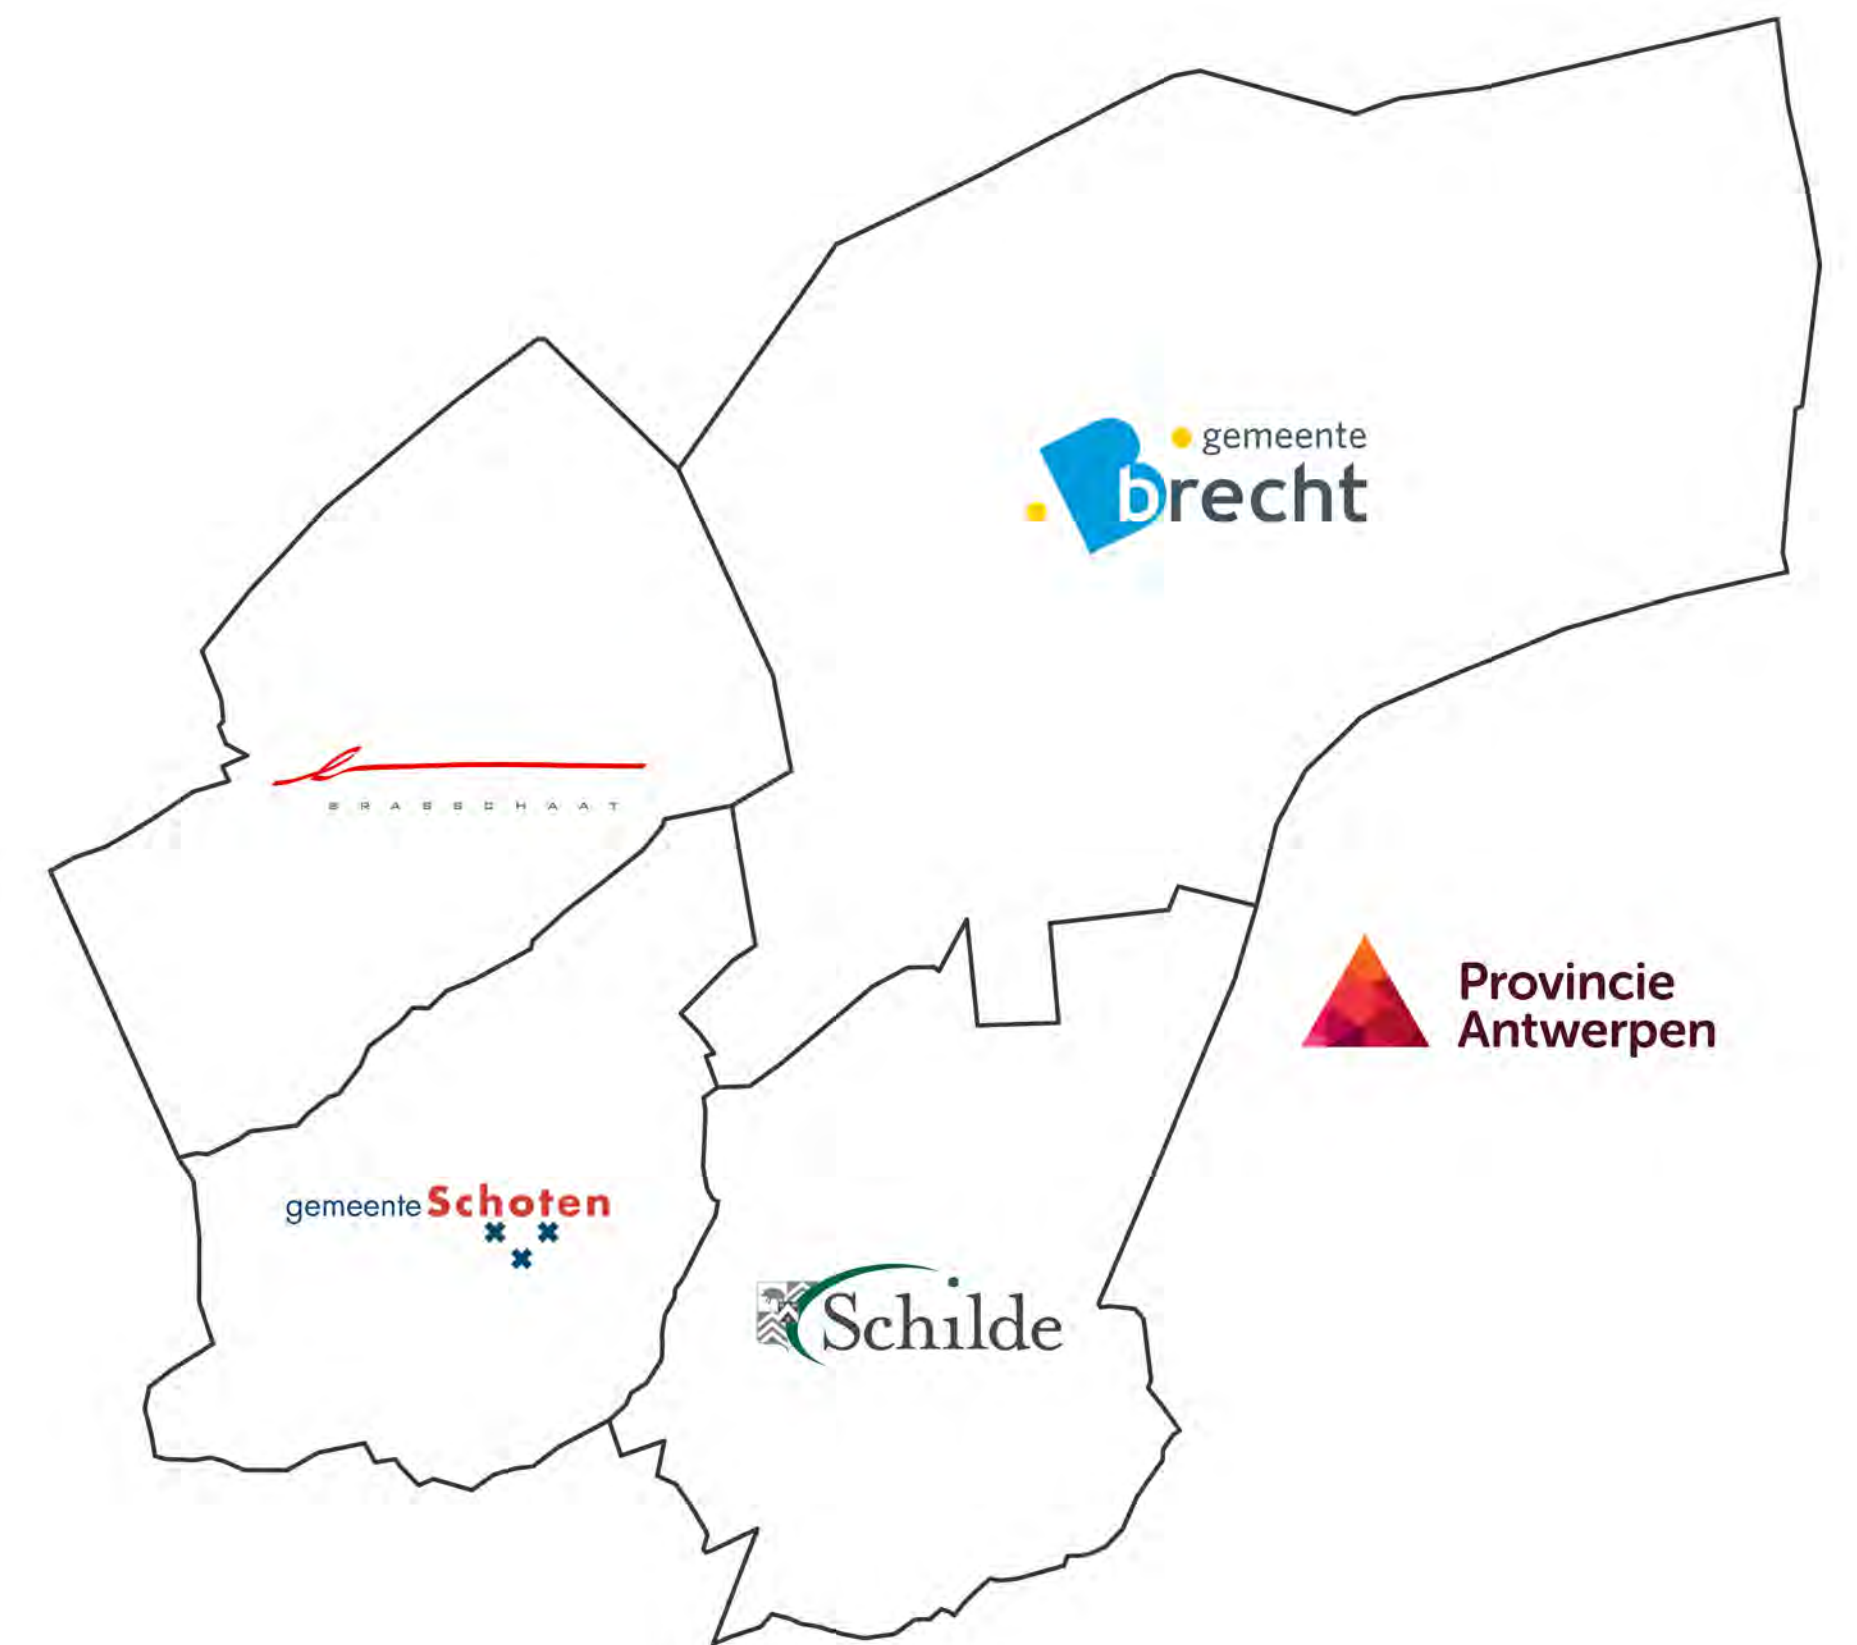 gemeente
brecht
BRASSCHAAT
Provincie
Antwerpen
gemeente Schoten
Schilde